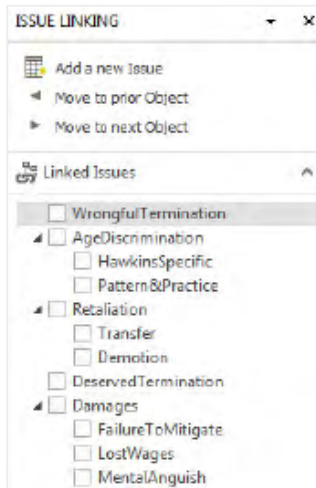 ISSUE LINKING
Add a new Issue
Move to prior Object
Move to next Object
Linked Issues
WrongfulTermination
AgeDiscrimination
HawkinsSpecific
Pattern&Practice
Retaliation
Transfer
Demotion
DeservedTermination
Damages
FailureToMitigate
LostWages
MentalAnguish